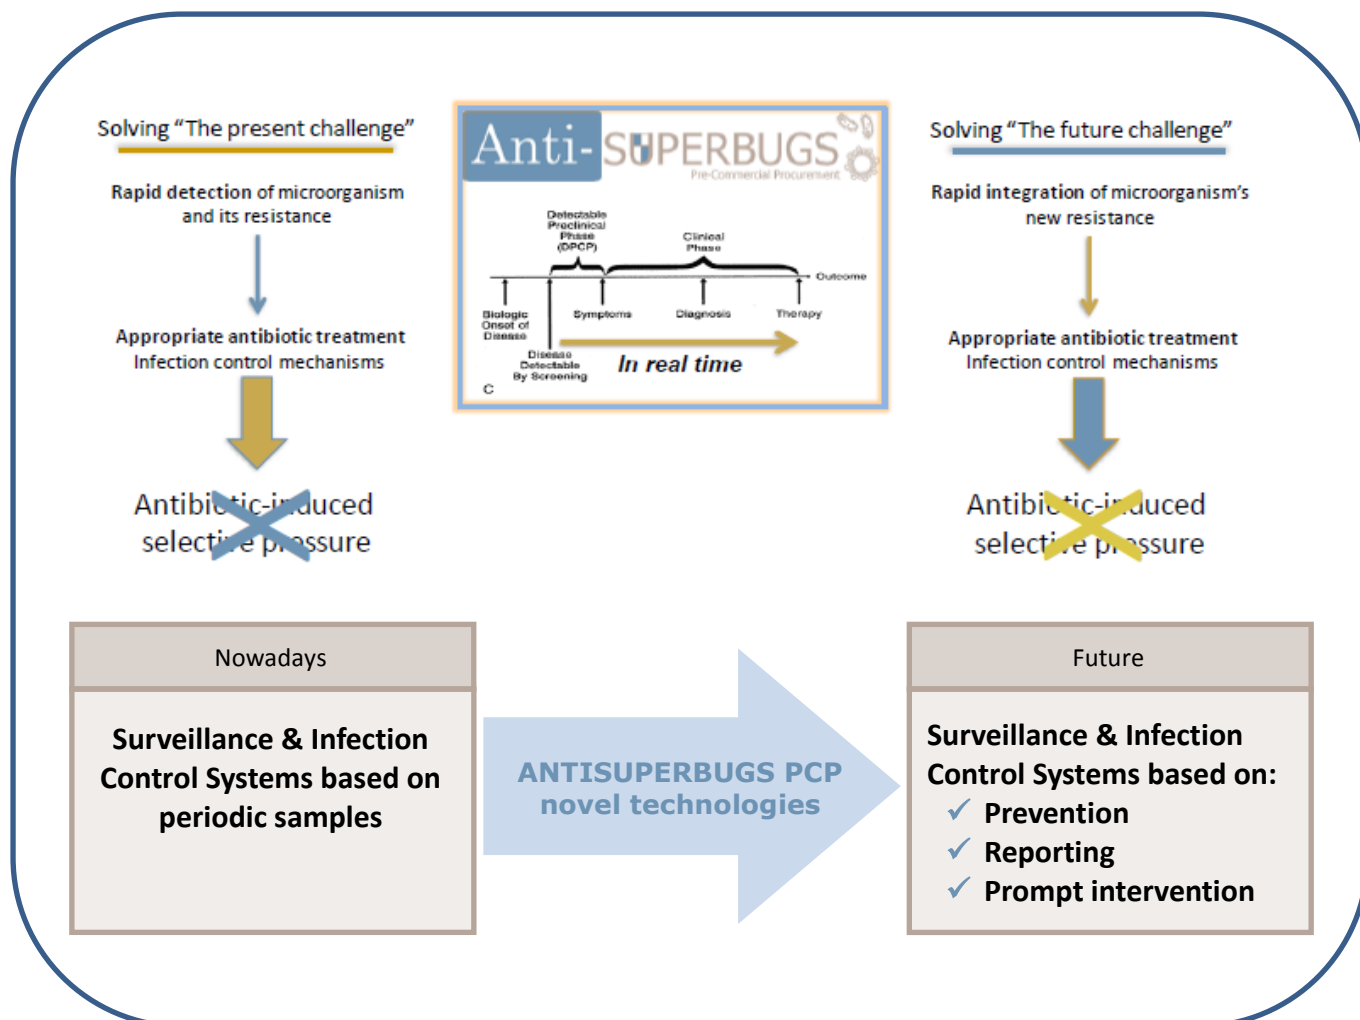 Solving “The present challenge”
Rapid detection of microorganism
and its resistance
Appropriate antibiotic treatment
Infection control mechanisms
Antibiotic-induced
selective pressure
Anti-SUPERBUGS
Pre-Commercial Procurement
Detectable
Preclinical
Phase
(DPCP)
Clinical
Phase
Outcome
Biologic
Onset of
Disease
Symptoms
Diagnosis
Therapy
Disease
Detectable
By Screening
In real time
C
Solving “The future challenge”
Rapid integration of microorganism’s
new resistance
Appropriate antibiotic treatment
Infection control mechanisms
Antibiotic-induced
selective pressure
Nowadays
Surveillance & Infection
Control Systems based on
periodic samples
ANTISUPERBUGS PCP
novel technologies
Future
Surveillance & Infection
Control Systems based on:
✓ Prevention
✓ Reporting
✓ Prompt intervention